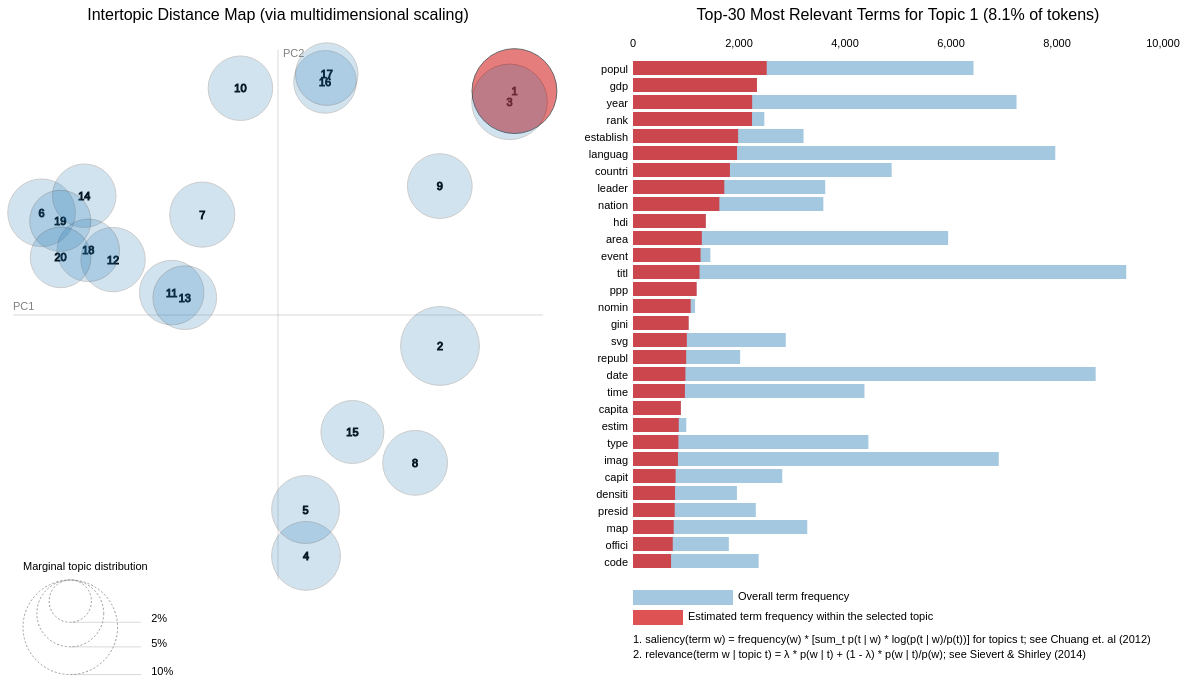 Intertopic Distance Map (via multidimensional scaling)
PC2
PC1
17
16
10
1
3
9
14
6
19
7
18
20
12
11
13
2
15
8
5
4
Marginal topic distribution
2%
5%
10%
Top-30 Most Relevant Terms for Topic 1 (8.1% of tokens)
0 2,000 4,000 6,000 8,000 10,000
popul
gdp
year
rank
establish
languag
countri
leader
nation
hdi
area
event
titl
ppp
nomin
gini
svg
republ
date
time
capita
estim
type
imag
capit
densiti
presid
map
offici
code
Overall term frequency
Estimated term frequency within the selected topic
1. saliency(term w) = frequency(w) * [sum_t p(t | w) * log(p(t | w)/p(t))] for topics t; see Chuang et. al (2012)
2. relevance(term w | topic t) = λ * p(w | t) + (1 - λ) * p(w | t)/p(w); see Sievert & Shirley (2014)